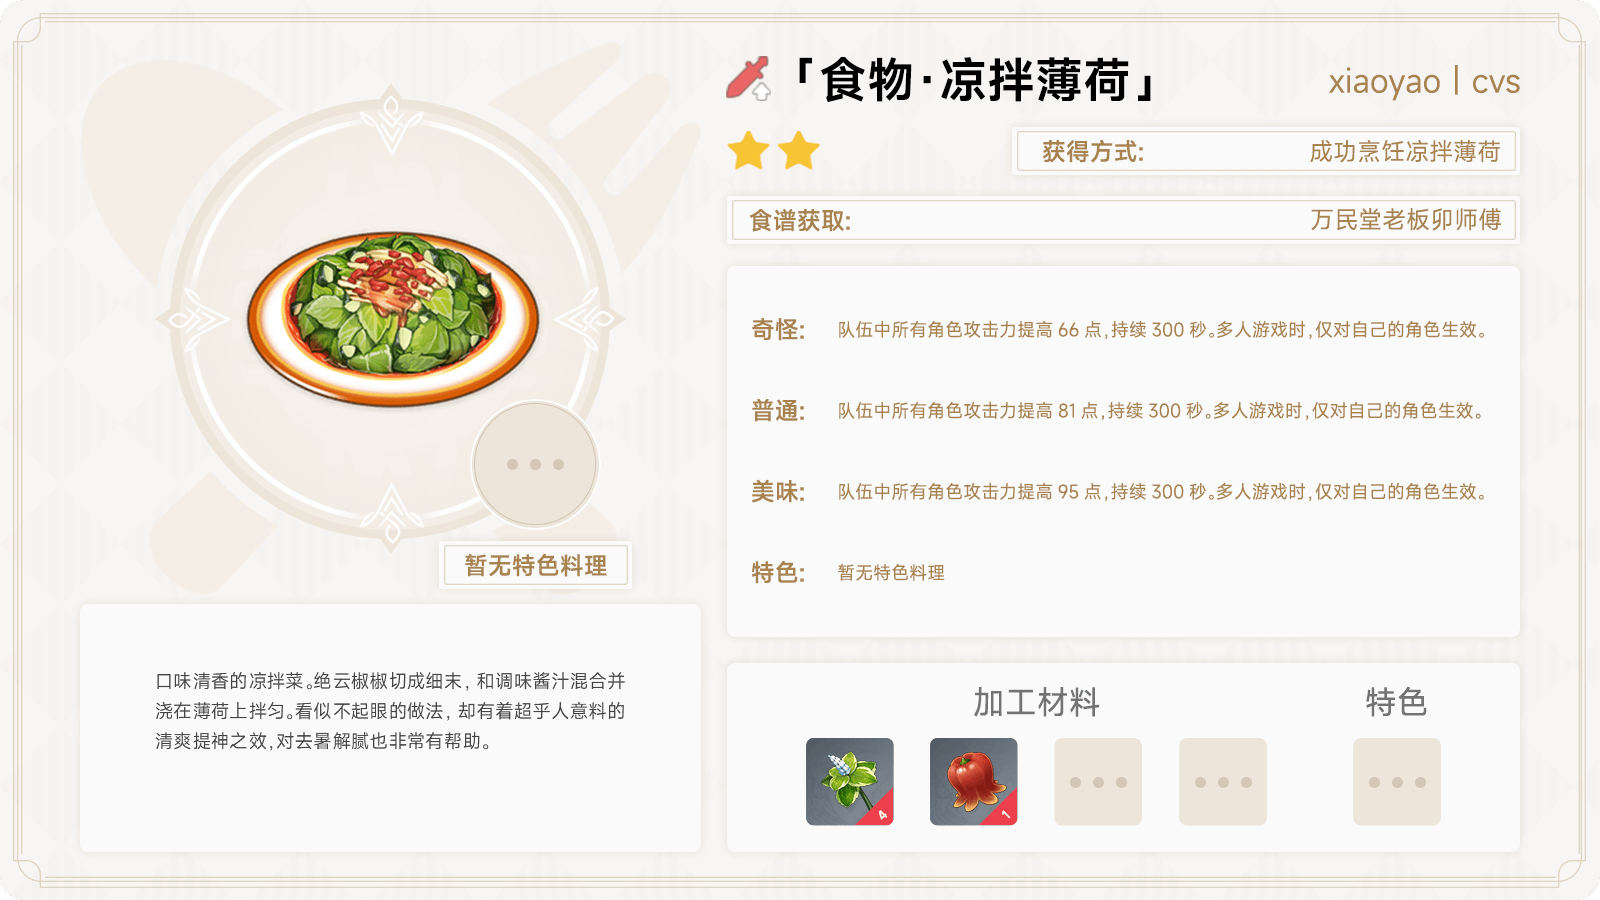 「食物·凉拌薄荷」
xiaoyao | cvs
获得方式: 成功烹饪凉拌薄荷
食谱获取: 万民堂老板卯师傅
奇怪: 队伍中所有角色攻击力提高 66 点,持续 300 秒。多人游戏时,仅对自己的角色生效。
普通: 队伍中所有角色攻击力提高 81 点,持续 300 秒。多人游戏时,仅对自己的角色生效。
美味: 队伍中所有角色攻击力提高 95 点,持续 300 秒。多人游戏时,仅对自己的角色生效。
特色: 暂无特色料理
暂无特色料理
口味清香的凉拌菜。绝云椒椒切成细末, 和调味酱汁混合并
浇在薄荷上拌匀。看似不起眼的做法, 却有着超乎人意料的
清爽提神之效,对去暑解腻也非常有帮助。
加工材料
特色
4
1